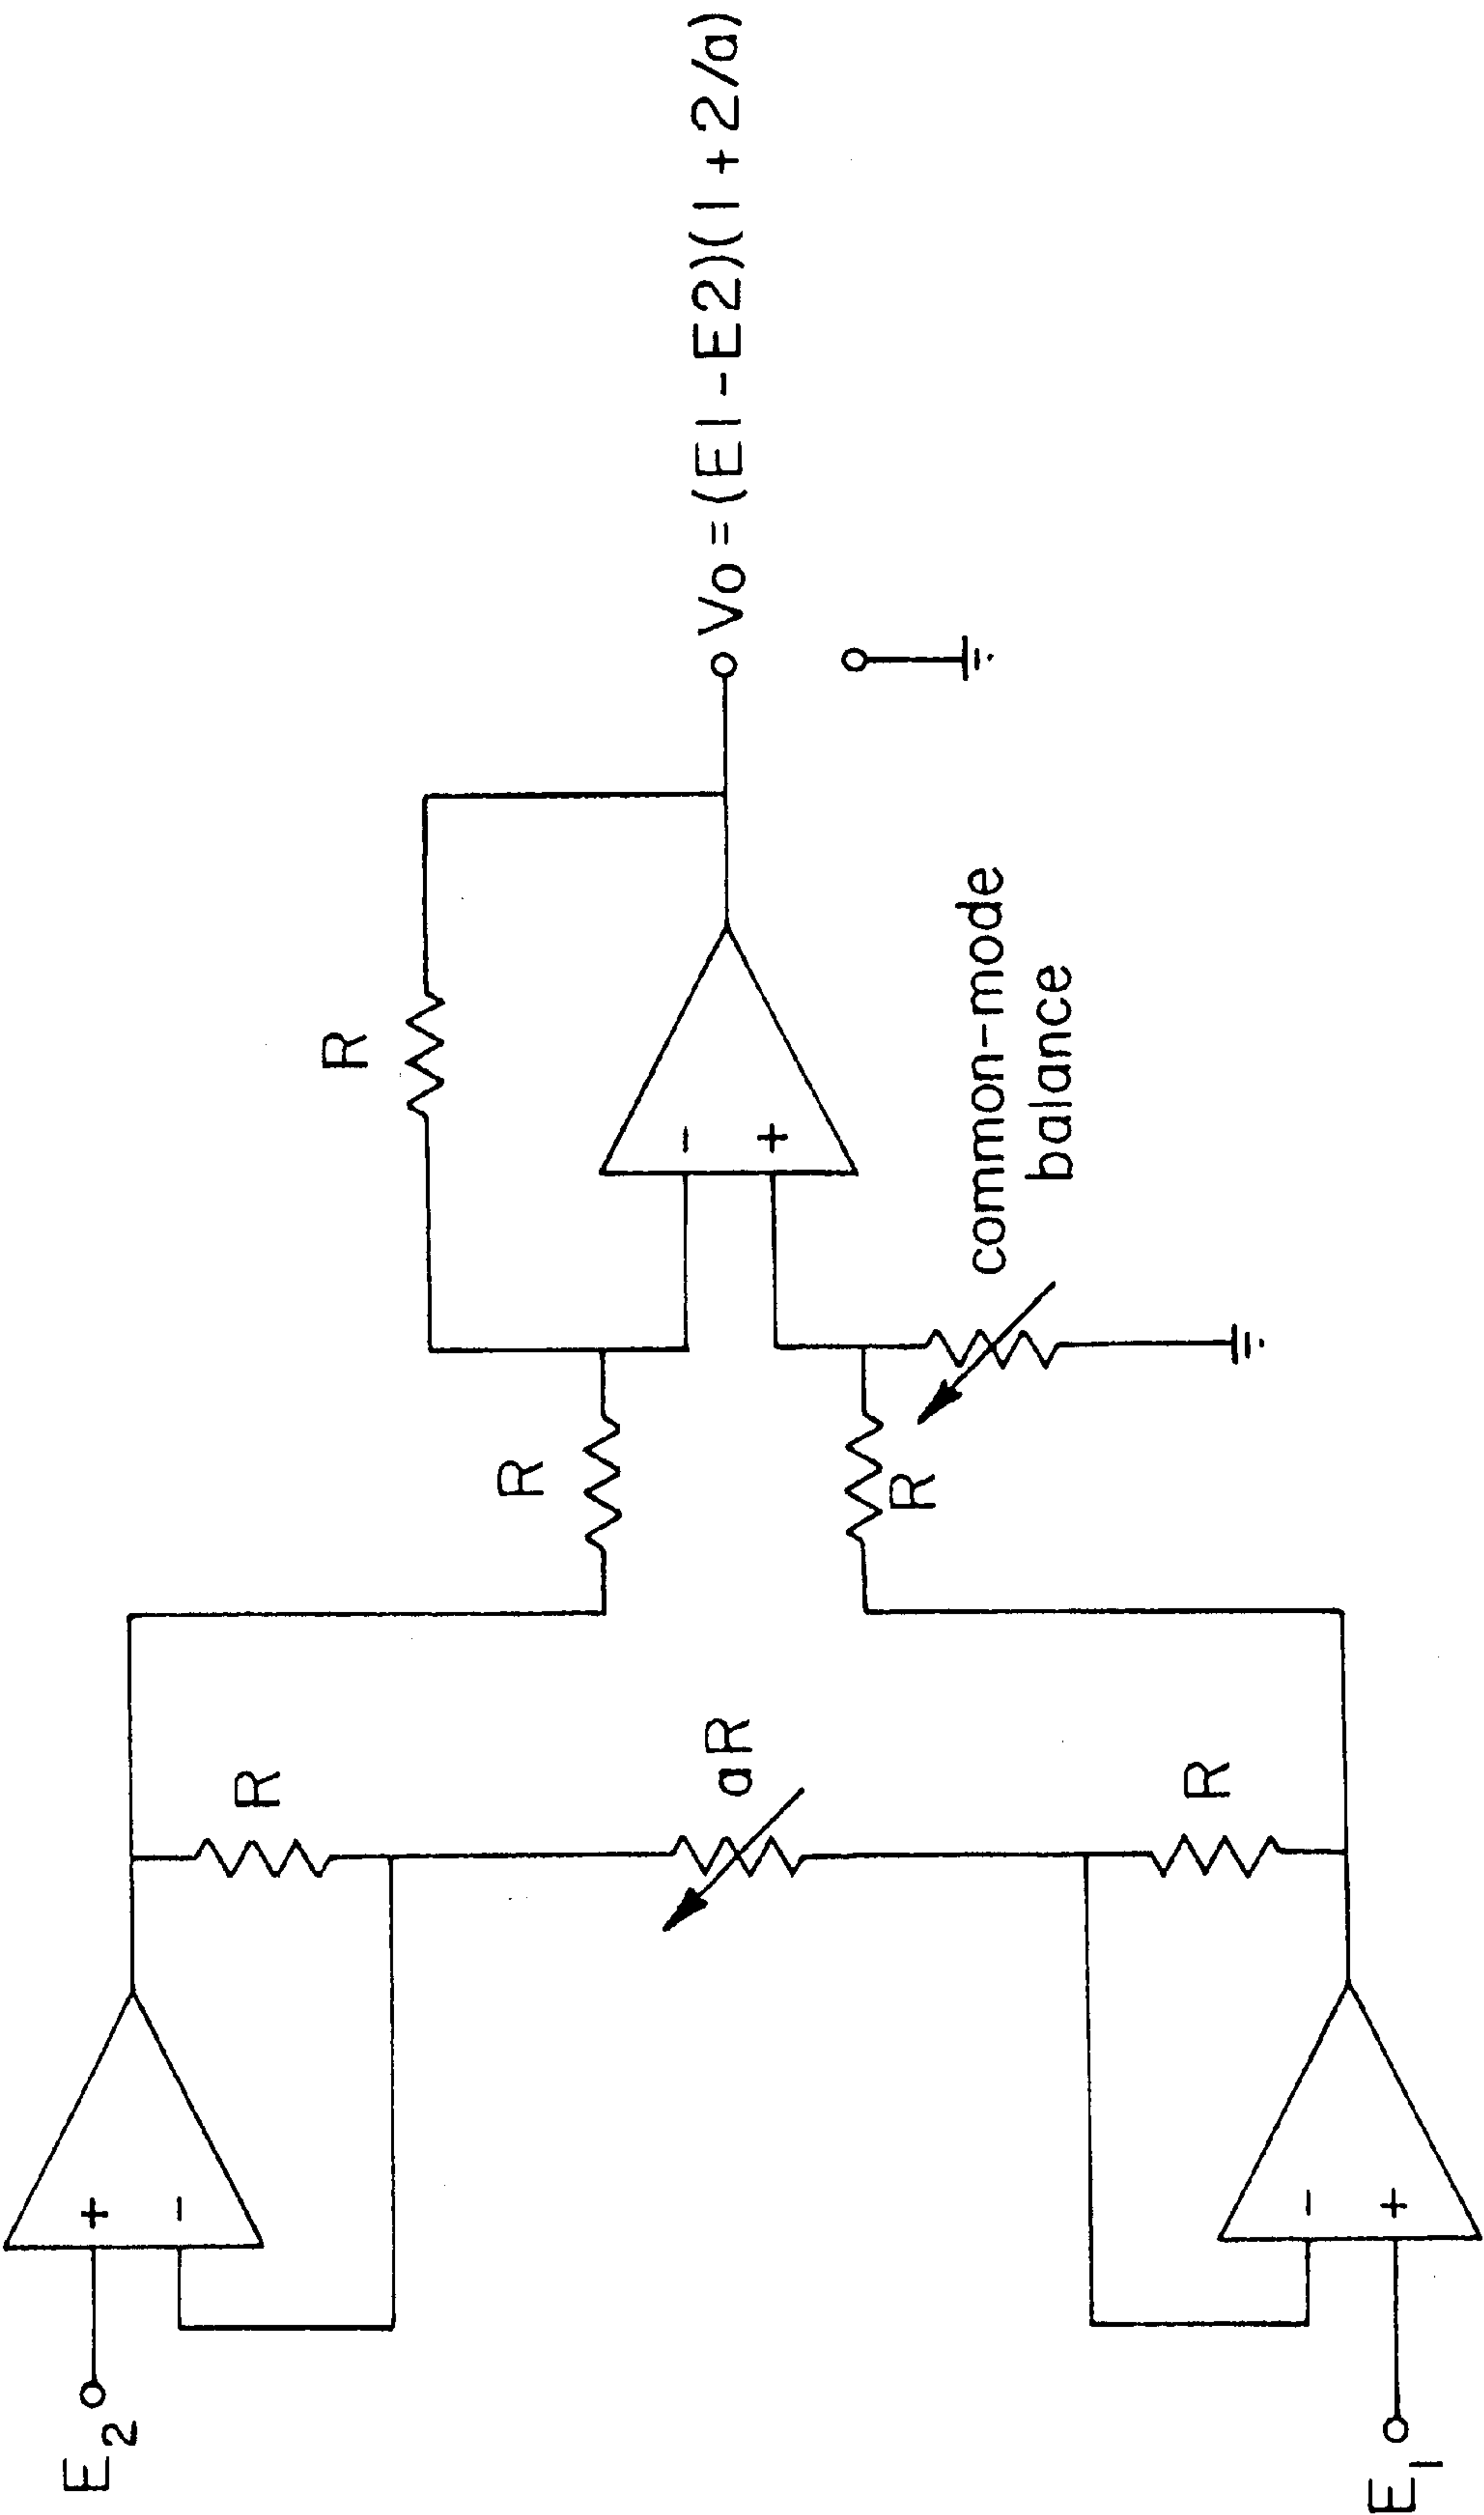 E2
+
−
R
R
R
−
+
Vo = (E1 - E2)(1 + 2/a)
aR
R
common-mode
balance
R
−
+
E1